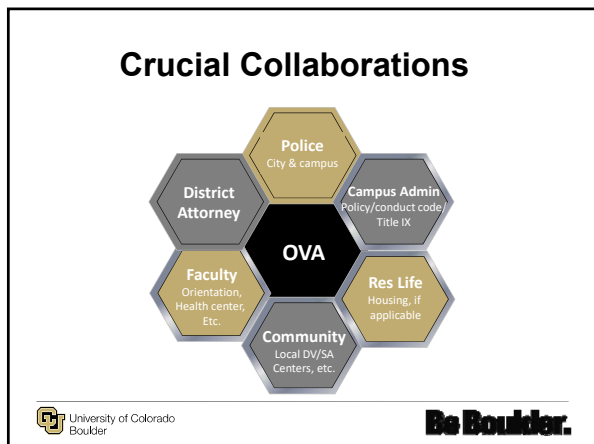 Crucial Collaborations
Police
City & campus
District
Attorney
Campus Admin
Policy/conduct code/
Title IX
OVA
Faculty
Orientation,
Health center,
Etc.
Res Life
Housing, if
applicable
Community
Local DV/SA
Centers, etc.
CU
University of Colorado
Boulder
Be Boulder.